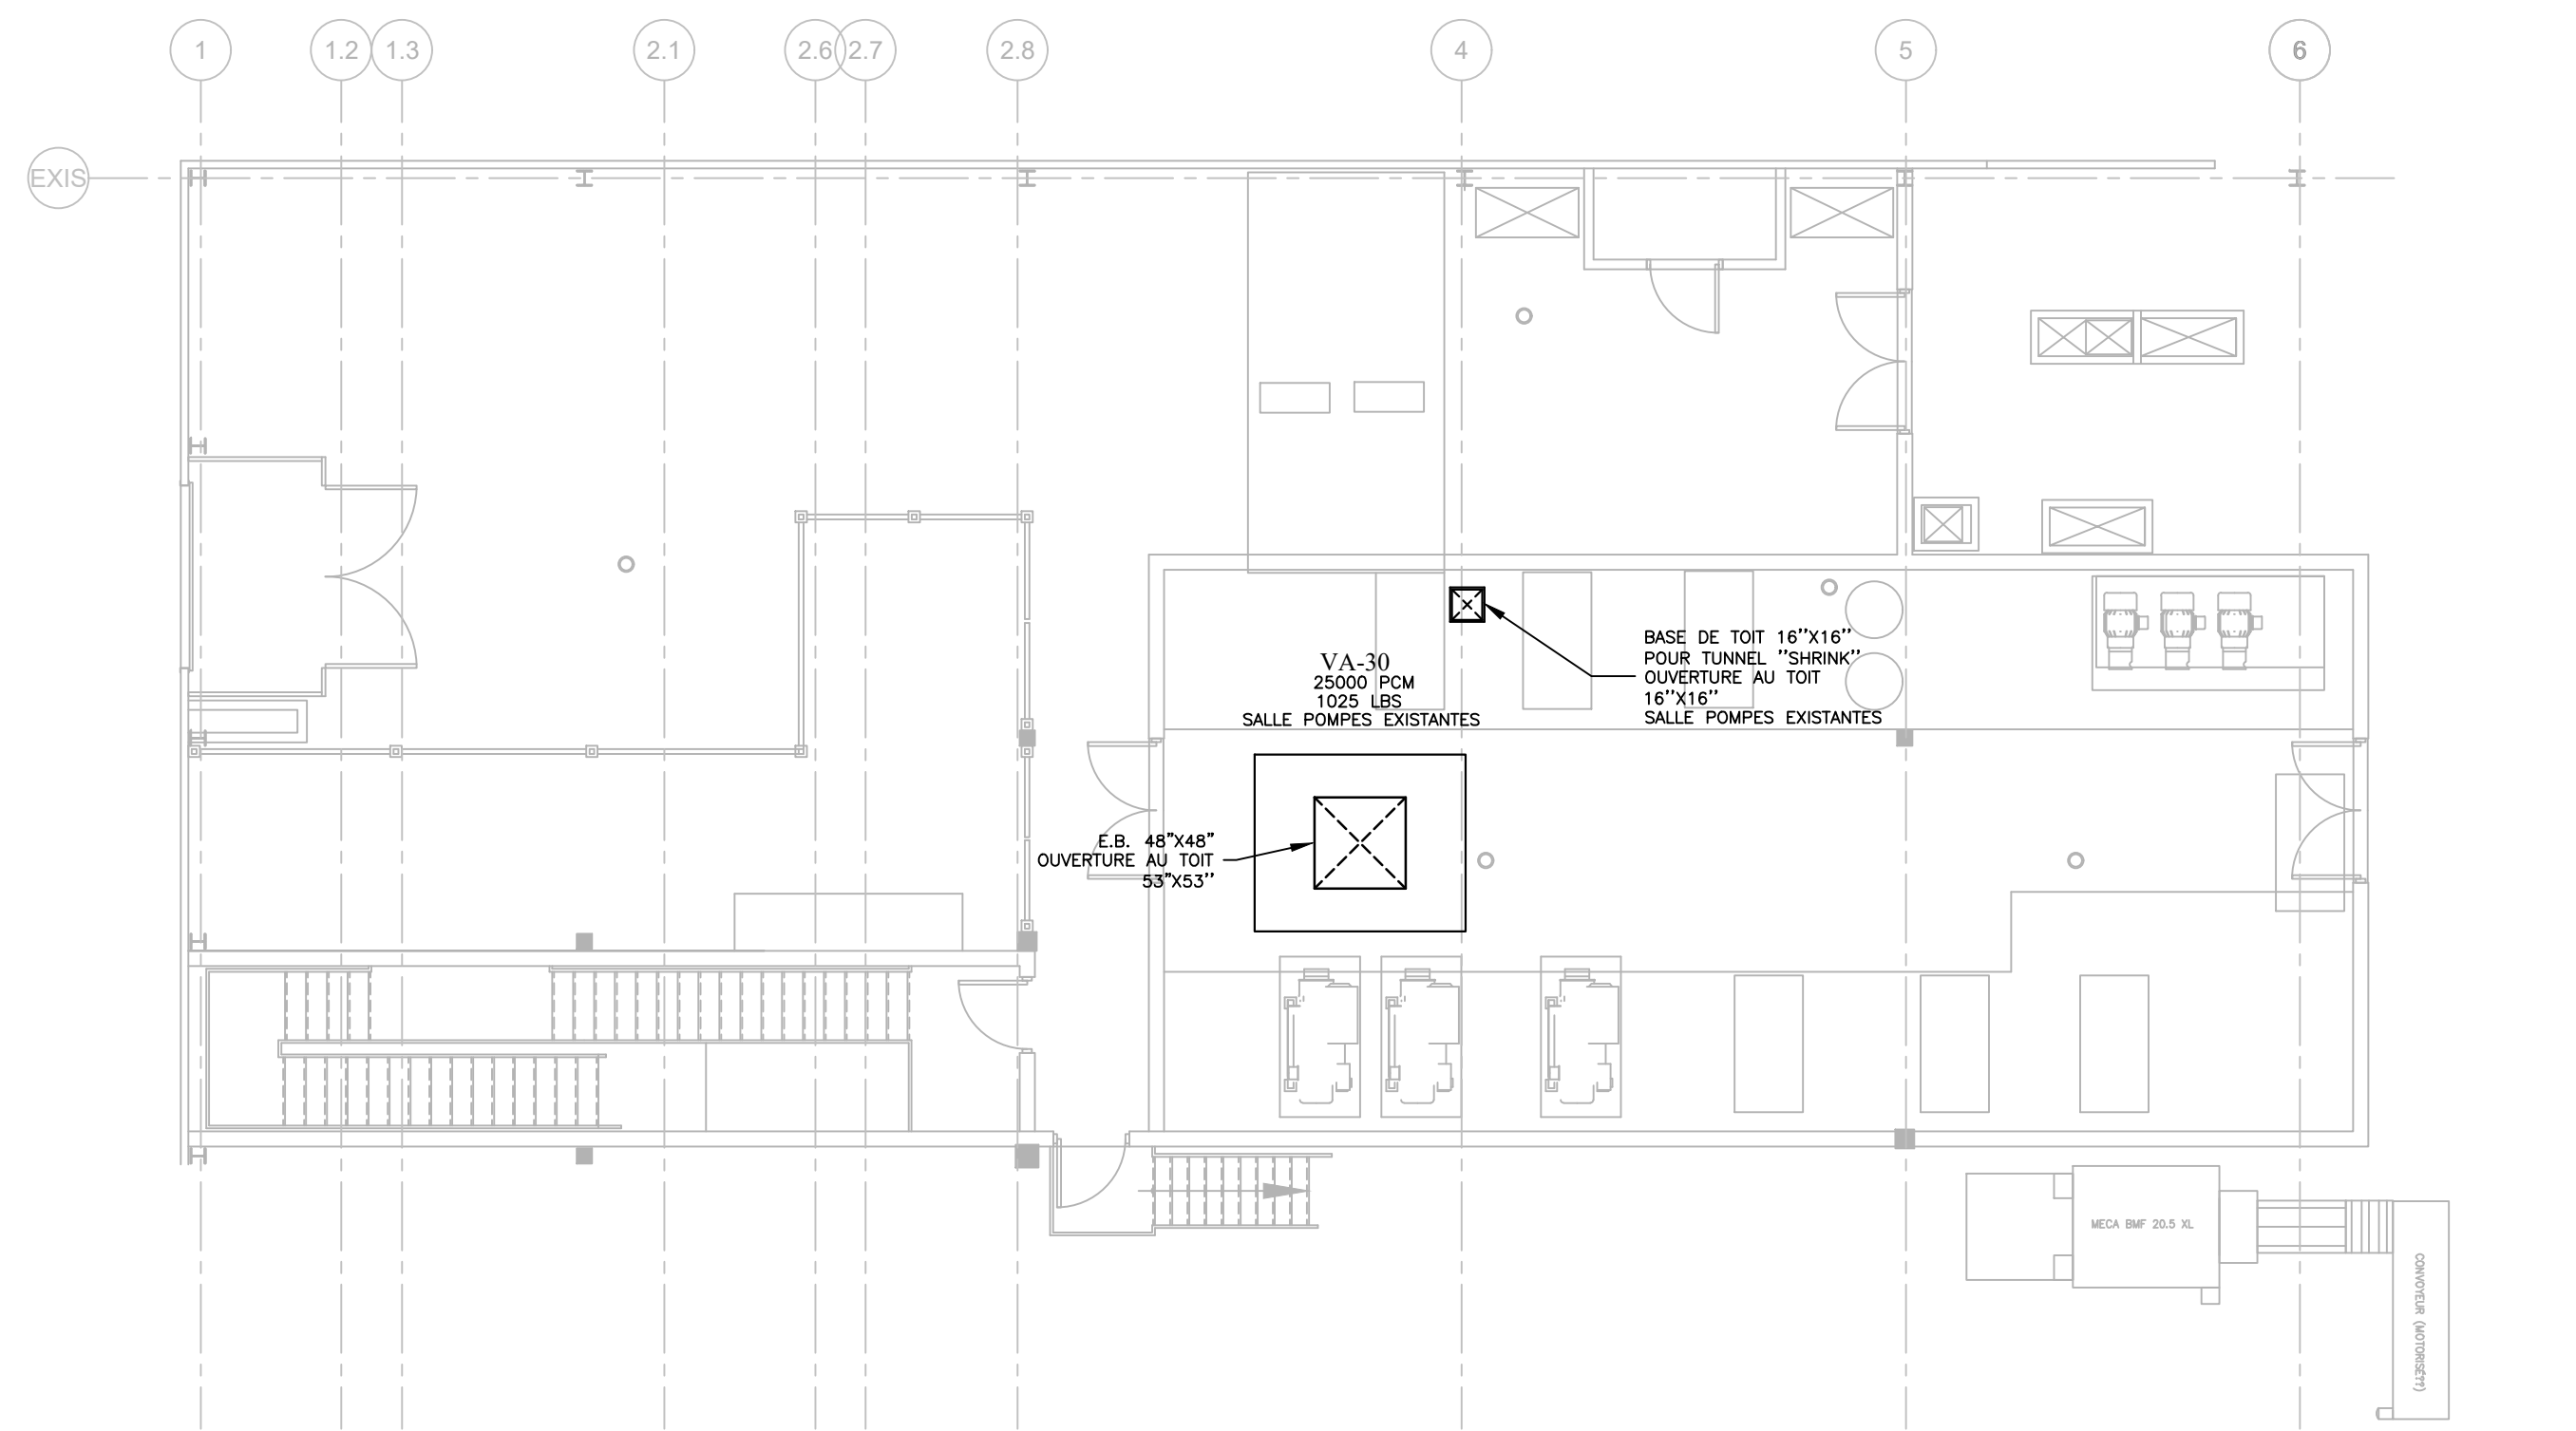 1
1.2
1.3
2.1
2.6
2.7
2.8
4
5
6
EXIS
VA-30
25000 PCM
1025 LBS
SALLE POMPES EXISTANTES
BASE DE TOIT 16''X16''
POUR TUNNEL ''SHRINK''
OUVERTURE AU TOIT
16''X16''
SALLE POMPES EXISTANTES
E.B. 48"X48"
OUVERTURE AU TOIT
53"X53''
MECA BMF 20.5 XL
CONVOYEUR (MOTORISÉ??)